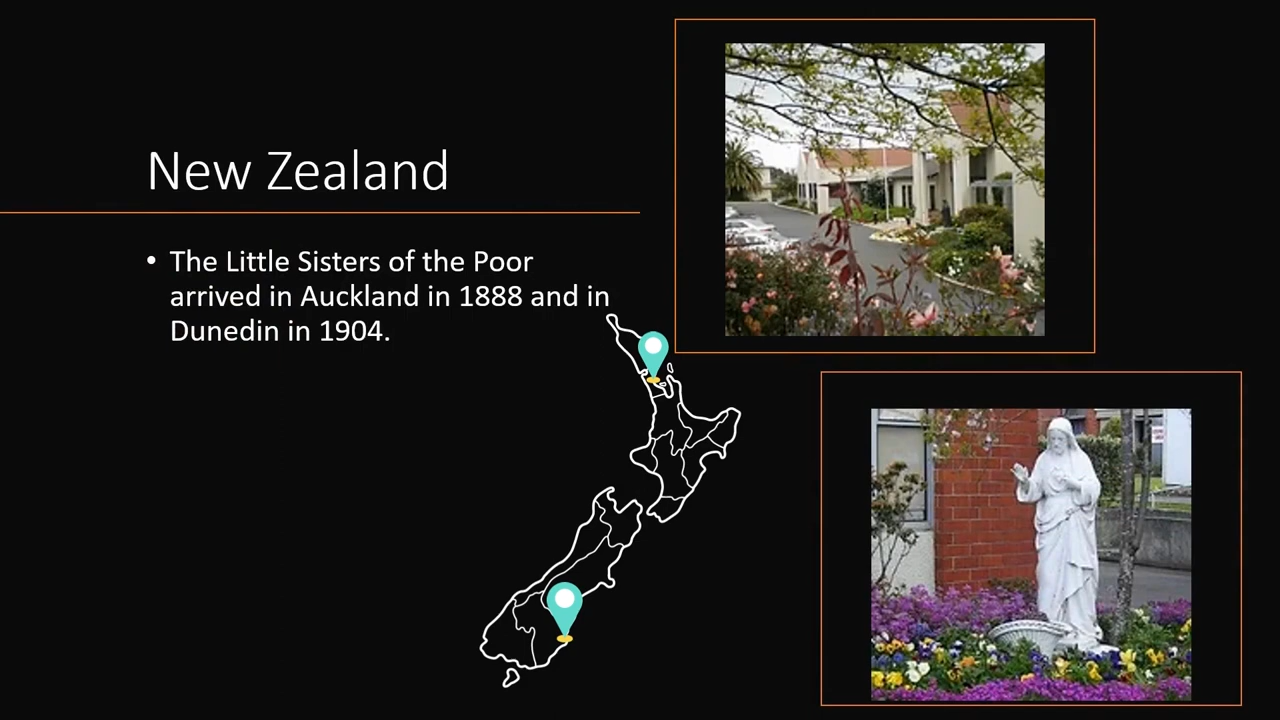 New Zealand
• The Little Sisters of the Poor
arrived in Auckland in 1888 and in
Dunedin in 1904.